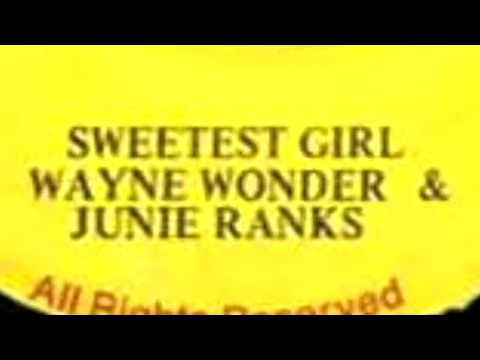 SWEETEST GIRL
WAYNE WONDER &
JUNIE RANKS
All Rights Reserved